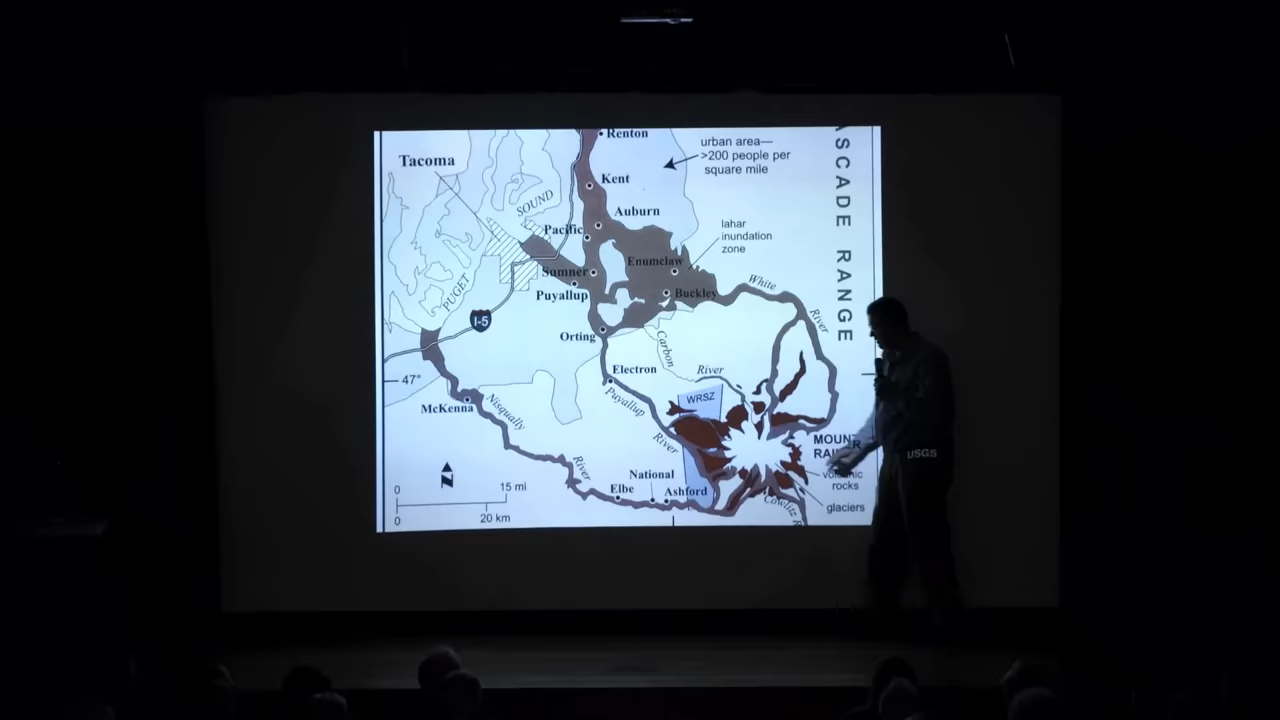 Renton
urban area—
>200 people per
square mile
Tacoma
Kent
SOUND
Auburn
Pacific
lahar
inundation
zone
Enumclaw
Sumner
PUGET
Puyallup
Buckley
White
River
CASCADE RANGE
I-5
Orting
Carbon
River
Electron
47°
Puyallup
River
WRSZ
McKenna
Nisqually
River
MOUNT
volcanic
rocks
glaciers
USGS
National
Elbe
Ashford
Cowlitz R
N
0
15 mi
0
20 km